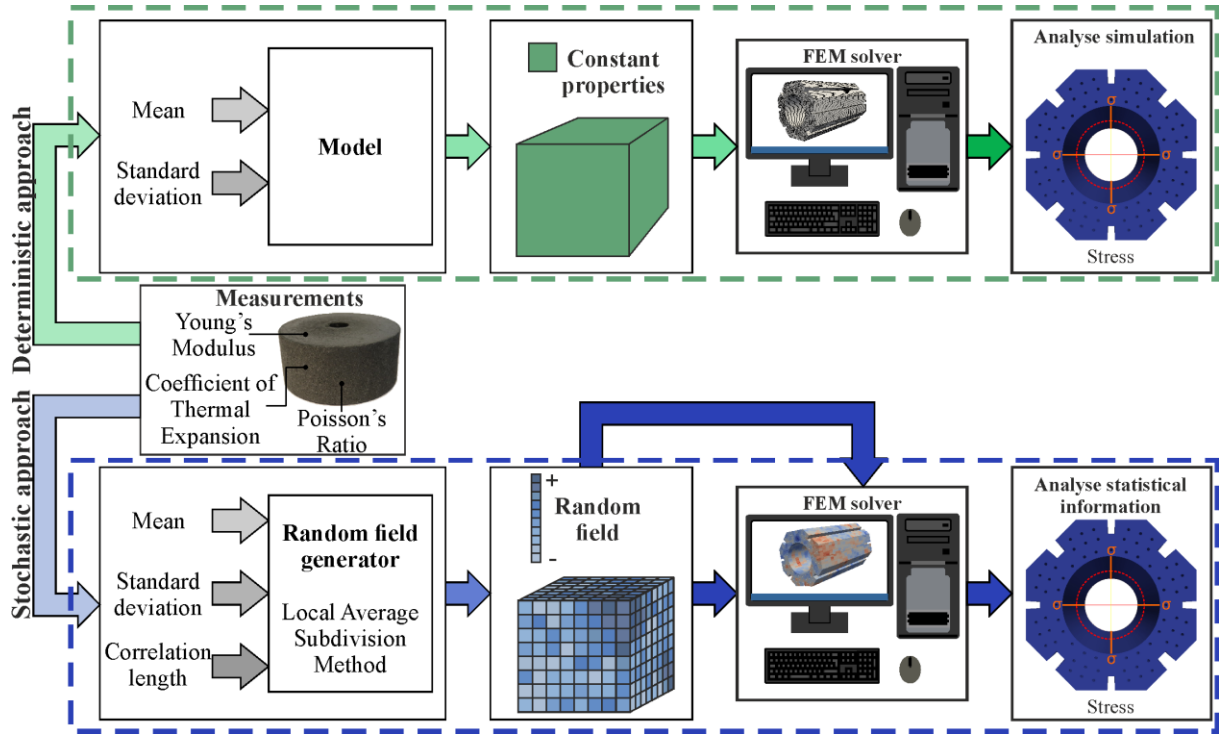 Deterministic approach
Mean
Standard
deviation
Model
Constant
properties
FEM solver
Analyse simulation
σ
σ
σ
σ
Stress
Measurements
Young's
Modulus
Coefficient of
Thermal
Expansion
Poisson's
Ratio
Stochastic approach
Mean
Standard
deviation
Correlation
length
Random field
generator
Local Average
Subdivision
Method
+
-
Random
field
FEM solver
Analyse statistical
information
σ
σ
σ
σ
Stress